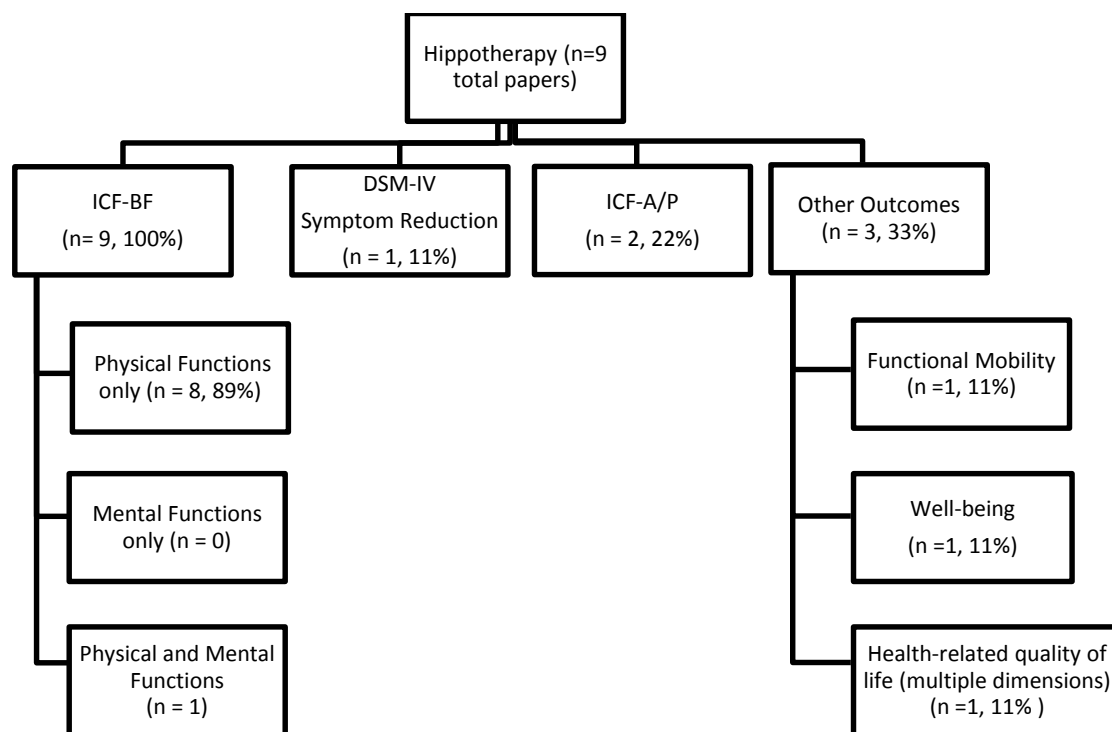 Hippotherapy (n=9
total papers)
ICF-BF
(n= 9, 100%)
DSM-IV
Symptom Reduction
(n = 1, 11%)
ICF-A/P
(n = 2, 22%)
Other Outcomes
(n = 3, 33%)
Physical Functions
only (n = 8, 89%)
Mental Functions
only (n = 0)
Physical and Mental
Functions
(n = 1)
Functional Mobility
(n =1, 11%)
Well-being
(n =1, 11%)
Health-related quality of
life (multiple dimensions)
(n =1, 11% )